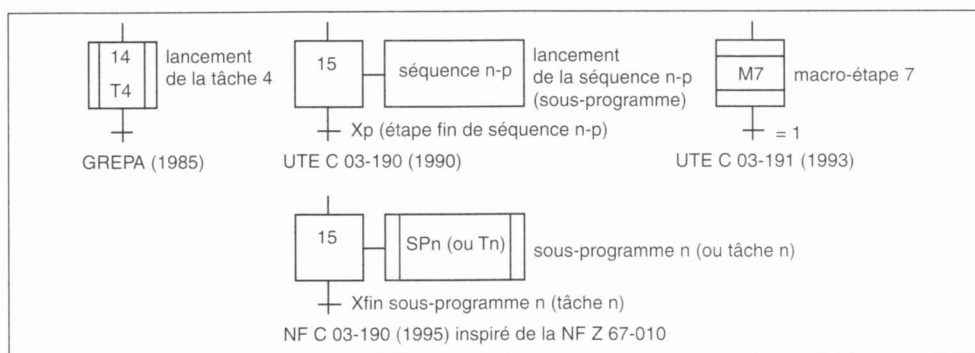 14
T4
lancement
de la tâche 4
GREPA (1985)
15
séquence n-p
lancement
de la séquence n-p
(sous-programme)
Xp (étape fin de séquence n-p)
UTE C 03-190 (1990)
M7
macro-étape 7
= 1
UTE C 03-191 (1993)
15
SPn (ou Tn)
sous-programme n (ou tâche n)
Xfin sous-programme n (tâche n)
NF C 03-190 (1995) inspiré de la NF Z 67-010